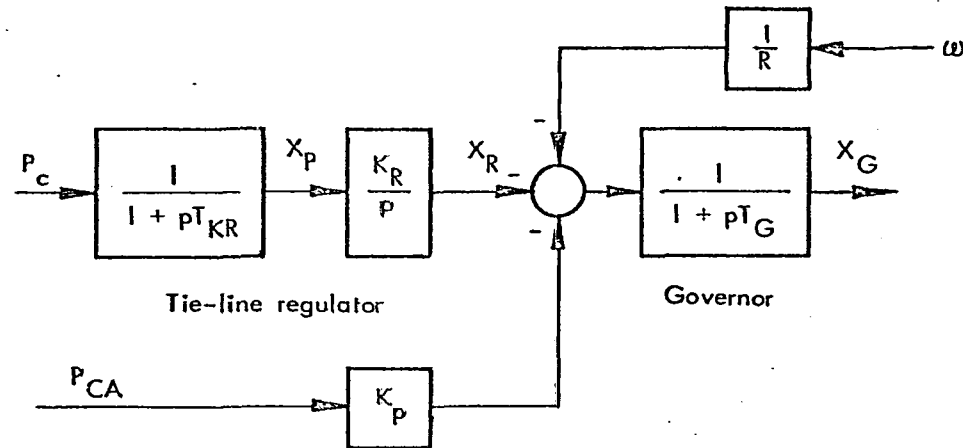 1
R
ω
-
P_c
1
1 + pT_KR
X_P
K_R
p
X_R
-
-
1
1 + pT_G
X_G
Tie-line regulator
Governor
P_CA
K_p